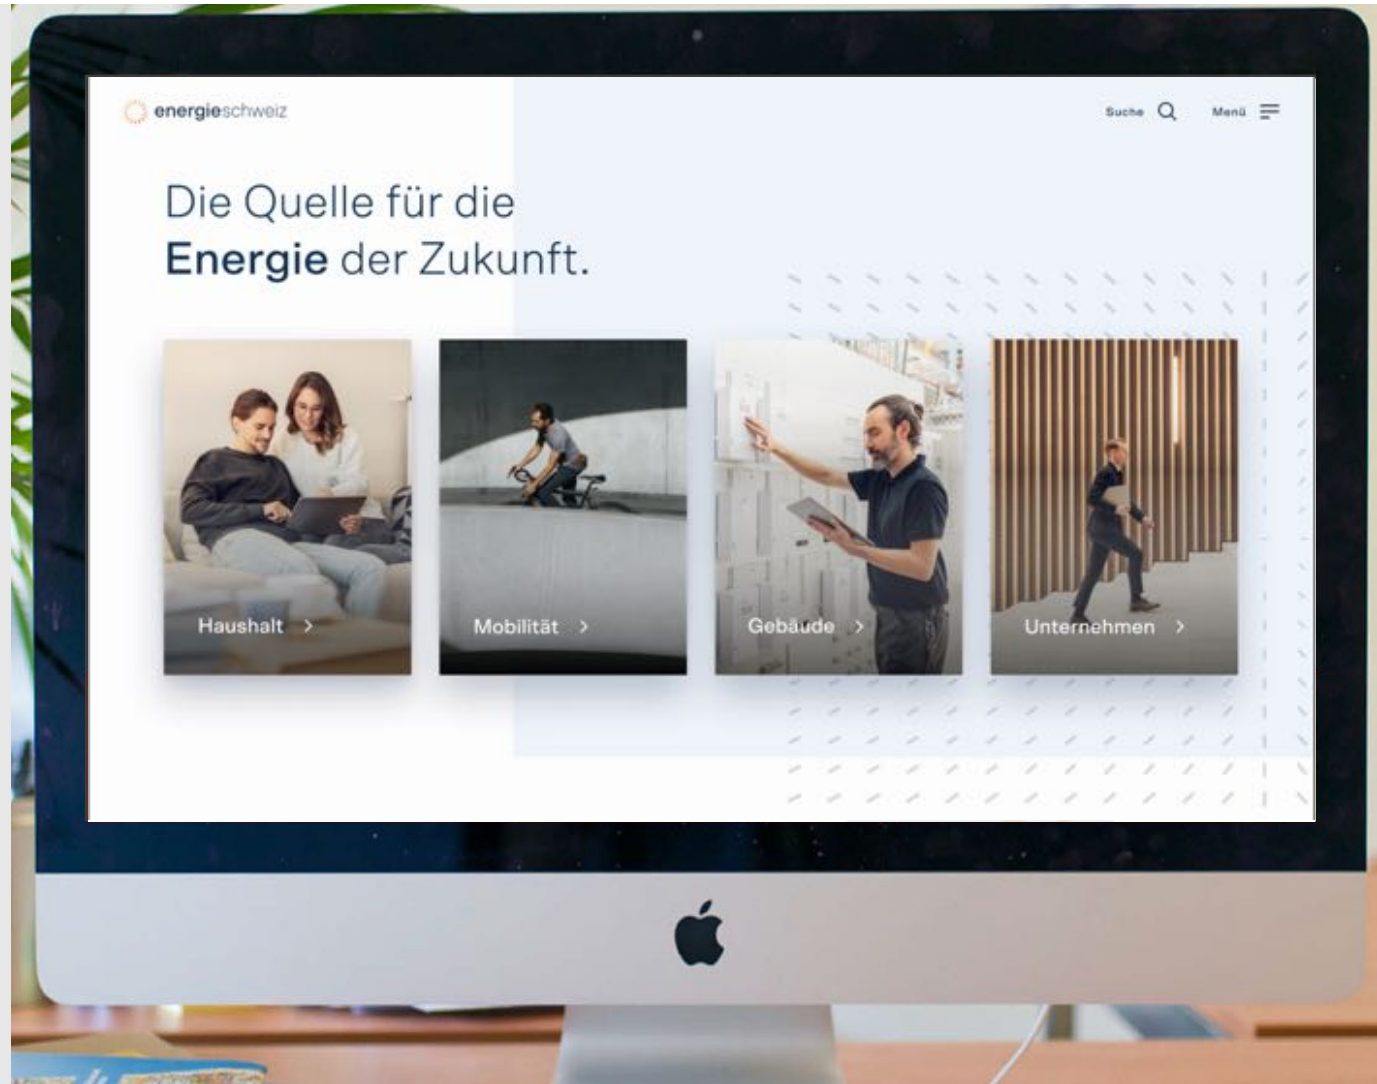 energieschweiz
Suche
Menü
Die Quelle für die
Energie der Zukunft.
Haushalt
Mobilität
Gebäude
Unternehmen